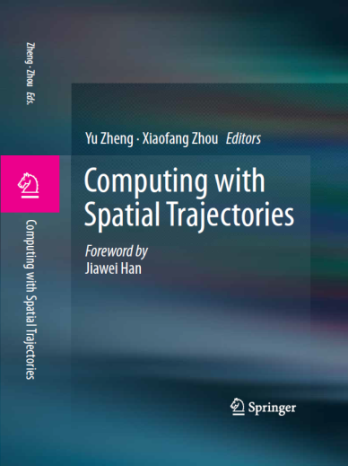 Zheng · Zhou Eds.
Computing with Spatial Trajectories
Yu Zheng · Xiaofang Zhou Editors
Computing with
Spatial Trajectories
Foreword by
Jiawei Han
Springer